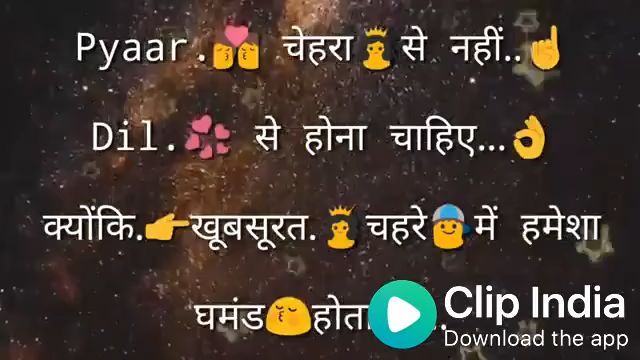 Pyaar.💏 चेहरा👸से नहीं..☝
Dil.💞 से होना चाहिए...👌
क्योंकि.👉खूबसूरत.👸चहरे👦में हमेशा
घमंड😚होता
Clip India
Download the app